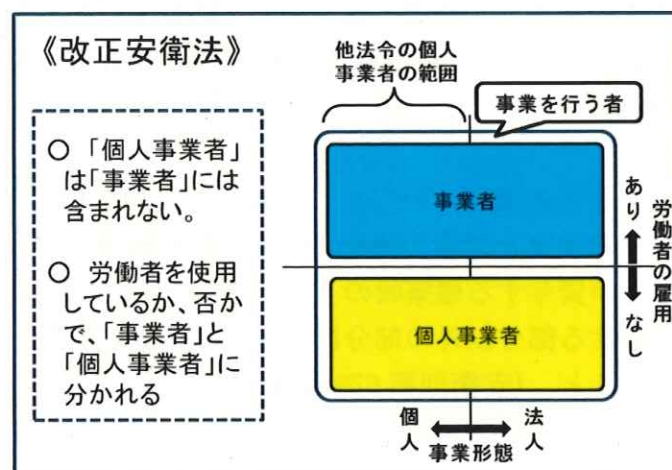 《改正安衛法》
○ 「個人事業者」
は「事業者」には
含まれない。
○ 労働者を使用
しているか、否か
で、「事業者」と
「個人事業者」に
分かれる
他法令の個人
事業者の範囲
事業を行う者
事業者
個人事業者
あり
なし
労働者の雇用
個人
法人
事業形態